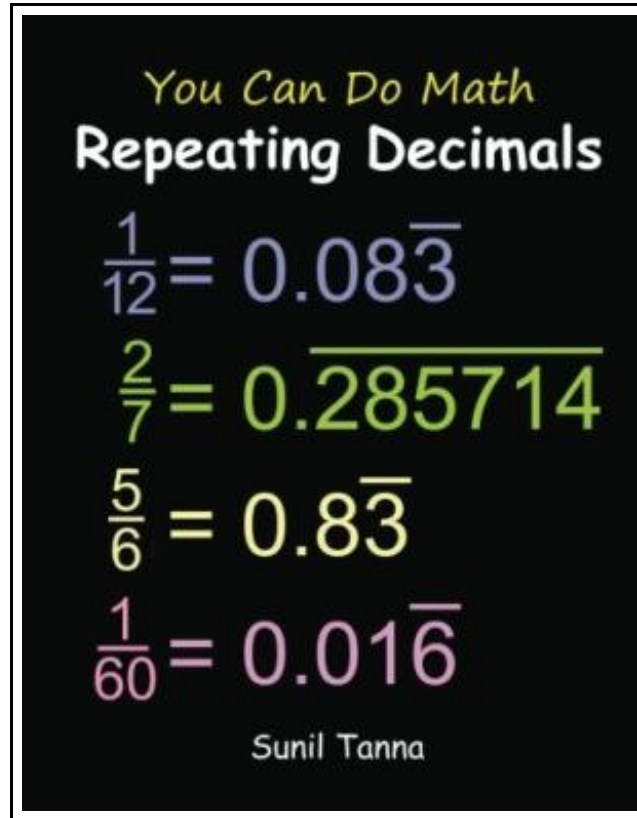 You Can Do Math
Repeating Decimals
1/12 = 0.083̅
2/7 = 0.2̅8̅5̅7̅1̅4̅
5/6 = 0.83̅
1/60 = 0.016̅
Sunil Tanna